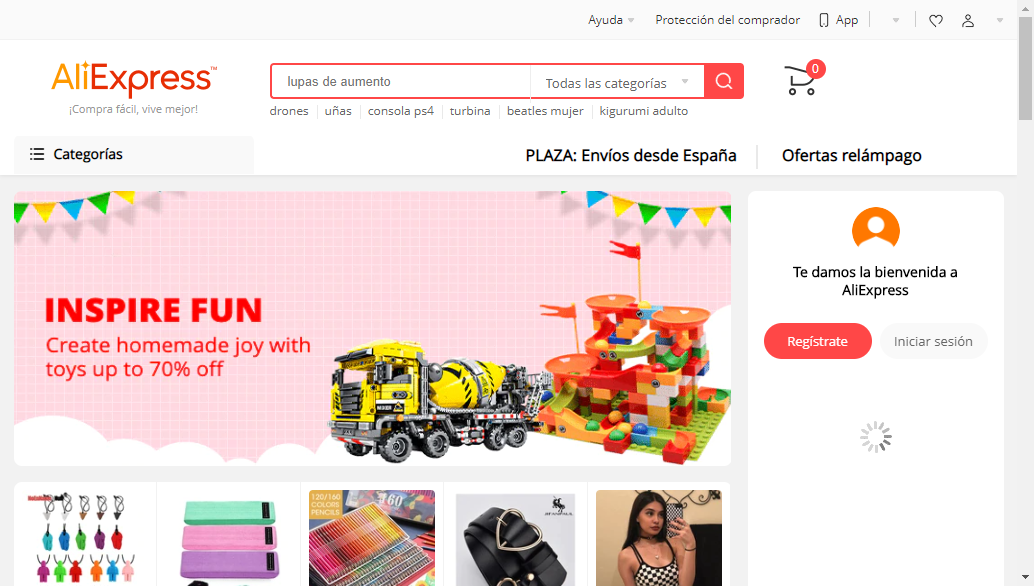 Ayuda
Protección del comprador
App
AliExpress™
¡Compra fácil, vive mejor!
lupas de aumento
Todas las categorías
0
drones
uñas
consola ps4
turbina
beatles mujer
kigurumi adulto
Categorías
PLAZA: Envíos desde España
Ofertas relámpago
INSPIRE FUN
Create homemade joy with
toys up to 70% off
Te damos la bienvenida a
AliExpress
Regístrate
Iniciar sesión
120/160
COLORS
PENCILS